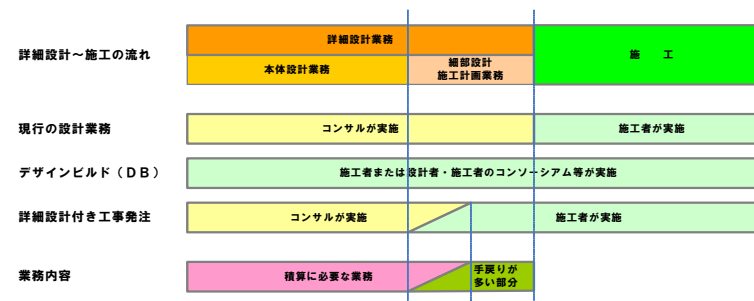 詳細設計～施工の流れ
詳細設計業務
本体設計業務
細部設計
施工計画業務
施　工
現行の設計業務
コンサルが実施
施工者が実施
デザインビルド（ＤＢ）
施工者または設計者・施工者のコンソーシアム等が実施
詳細設計付き工事発注
コンサルが実施
施工者が実施
業務内容
積算に必要な業務
手戻りが
多い部分